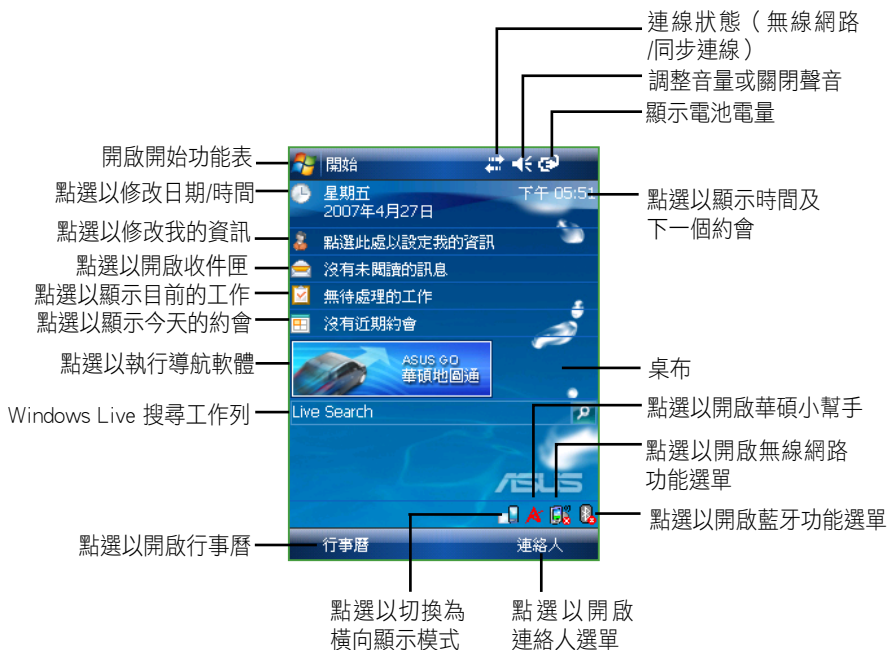 連線狀態（無線網路
/同步連線）
調整音量或關閉聲音
顯示電池電量
開啟開始功能表
點選以修改日期/時間
點選以修改我的資訊
點選以開啟收件匣
點選以顯示目前的工作
點選以顯示今天的約會
點選以執行導航軟體
Windows Live 搜尋工作列
點選以開啟行事曆
開始
星期五
下午 05:51
2007年4月27日
點選此處以設定我的資訊
沒有未閱讀的訊息
無待處理的工作
沒有近期約會
ASUS GO
華碩地圖通
Live Search
ASUS
行事曆
連絡人
點選以顯示時間及
下一個約會
桌布
點選以開啟華碩小幫手
點選以開啟無線網路
功能選單
點選以開啟藍牙功能選單
點選以切換為
橫向顯示模式
點選以開啟
連絡人選單